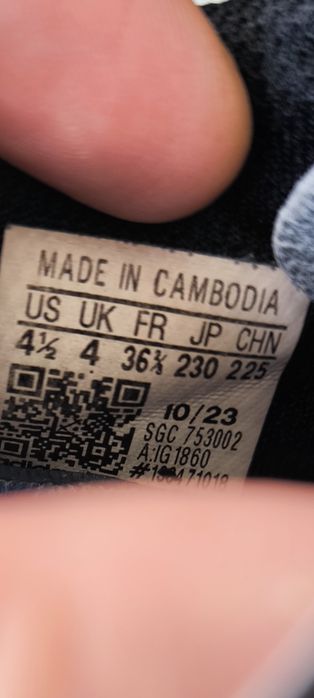 MADE IN CAMBODIA
US UK FR JP CHN
4½ 4 36⅔ 230 225
10/23
SGC 753002
A:IG1860